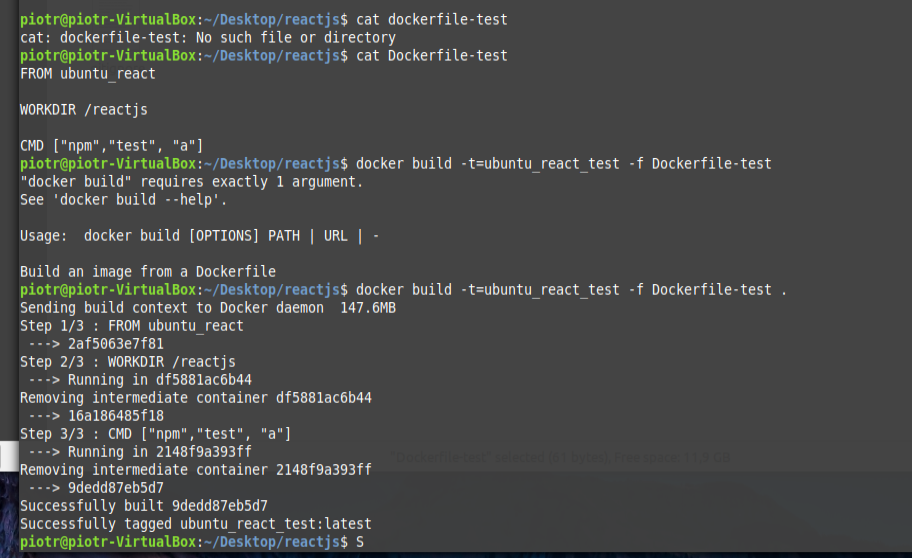 piotr@piotr-VirtualBox:~/Desktop/reactjs$ cat dockerfile-test
cat: dockerfile-test: No such file or directory
piotr@piotr-VirtualBox:~/Desktop/reactjs$ cat Dockerfile-test
FROM ubuntu_react
WORKDIR /reactjs
CMD ["npm","test", "a"]
piotr@piotr-VirtualBox:~/Desktop/reactjs$ docker build -t=ubuntu_react_test -f Dockerfile-test
"docker build" requires exactly 1 argument.
See 'docker build --help'.
Usage:  docker build [OPTIONS] PATH | URL | -
Build an image from a Dockerfile
piotr@piotr-VirtualBox:~/Desktop/reactjs$ docker build -t=ubuntu_react_test -f Dockerfile-test .
Sending build context to Docker daemon  147.6MB
Step 1/3 : FROM ubuntu_react
 ---> 2af5063e7f81
Step 2/3 : WORKDIR /reactjs
 ---> Running in df5881ac6b44
Removing intermediate container df5881ac6b44
 ---> 16a186485f18
Step 3/3 : CMD ["npm","test", "a"]
 ---> Running in 2148f9a393ff
"Dockerfile-test" selected (61 bytes), Free space: 11,9 GB
Removing intermediate container 2148f9a393ff
 ---> 9dedd87eb5d7
Successfully built 9dedd87eb5d7
Successfully tagged ubuntu_react_test:latest
piotr@piotr-VirtualBox:~/Desktop/reactjs$ S